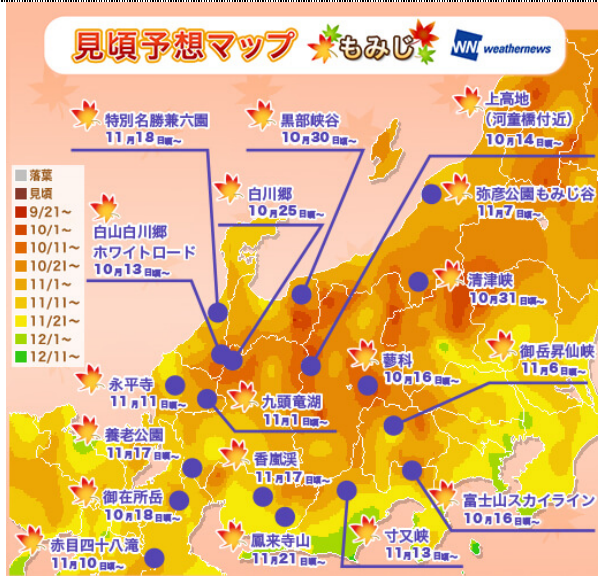 見頃予想マップ もみじ WNI weathernews
特別名勝兼六園
11月18日頃~
黒部峡谷
10月30日頃~
上高地
(河童橋付近)
10月14日頃~
白川郷
10月25日頃~
弥彦公園もみじ谷
11月7日頃~
白山白川郷
ホワイトロード
10月13日頃~
清津峡
10月31日頃~
落葉
見頃
9/21~
10/1~
10/11~
10/21~
11/1~
11/11~
11/21~
12/1~
12/11~
蓼科
10月16日頃~
御岳昇仙峡
11月6日頃~
永平寺
11月11日頃~
九頭竜湖
11月1日頃~
養老公園
11月17日頃~
香嵐渓
11月17日頃~
御在所岳
10月18日頃~
富士山スカイライン
10月16日頃~
赤目四十八滝
11月10日頃~
鳳来寺山
11月21日頃~
寸又峡
11月13日頃~